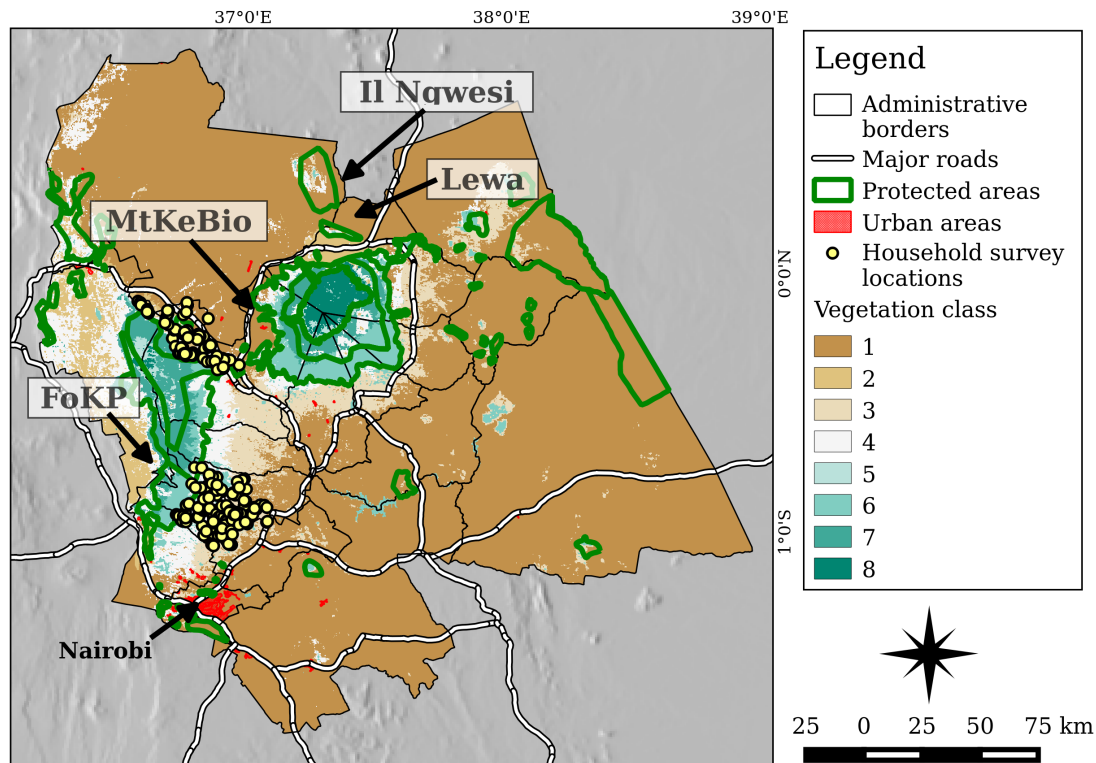 37°0'E 38°0'E 39°0'E
Il Ngwesi
Lewa
MtKeBio
FoKP
Nairobi
0°0'N
1°0'S
Legend
Administrative
borders
Major roads
Protected areas
Urban areas
Household survey
locations
Vegetation class
1
2
3
4
5
6
7
8
25 0 25 50 75 km